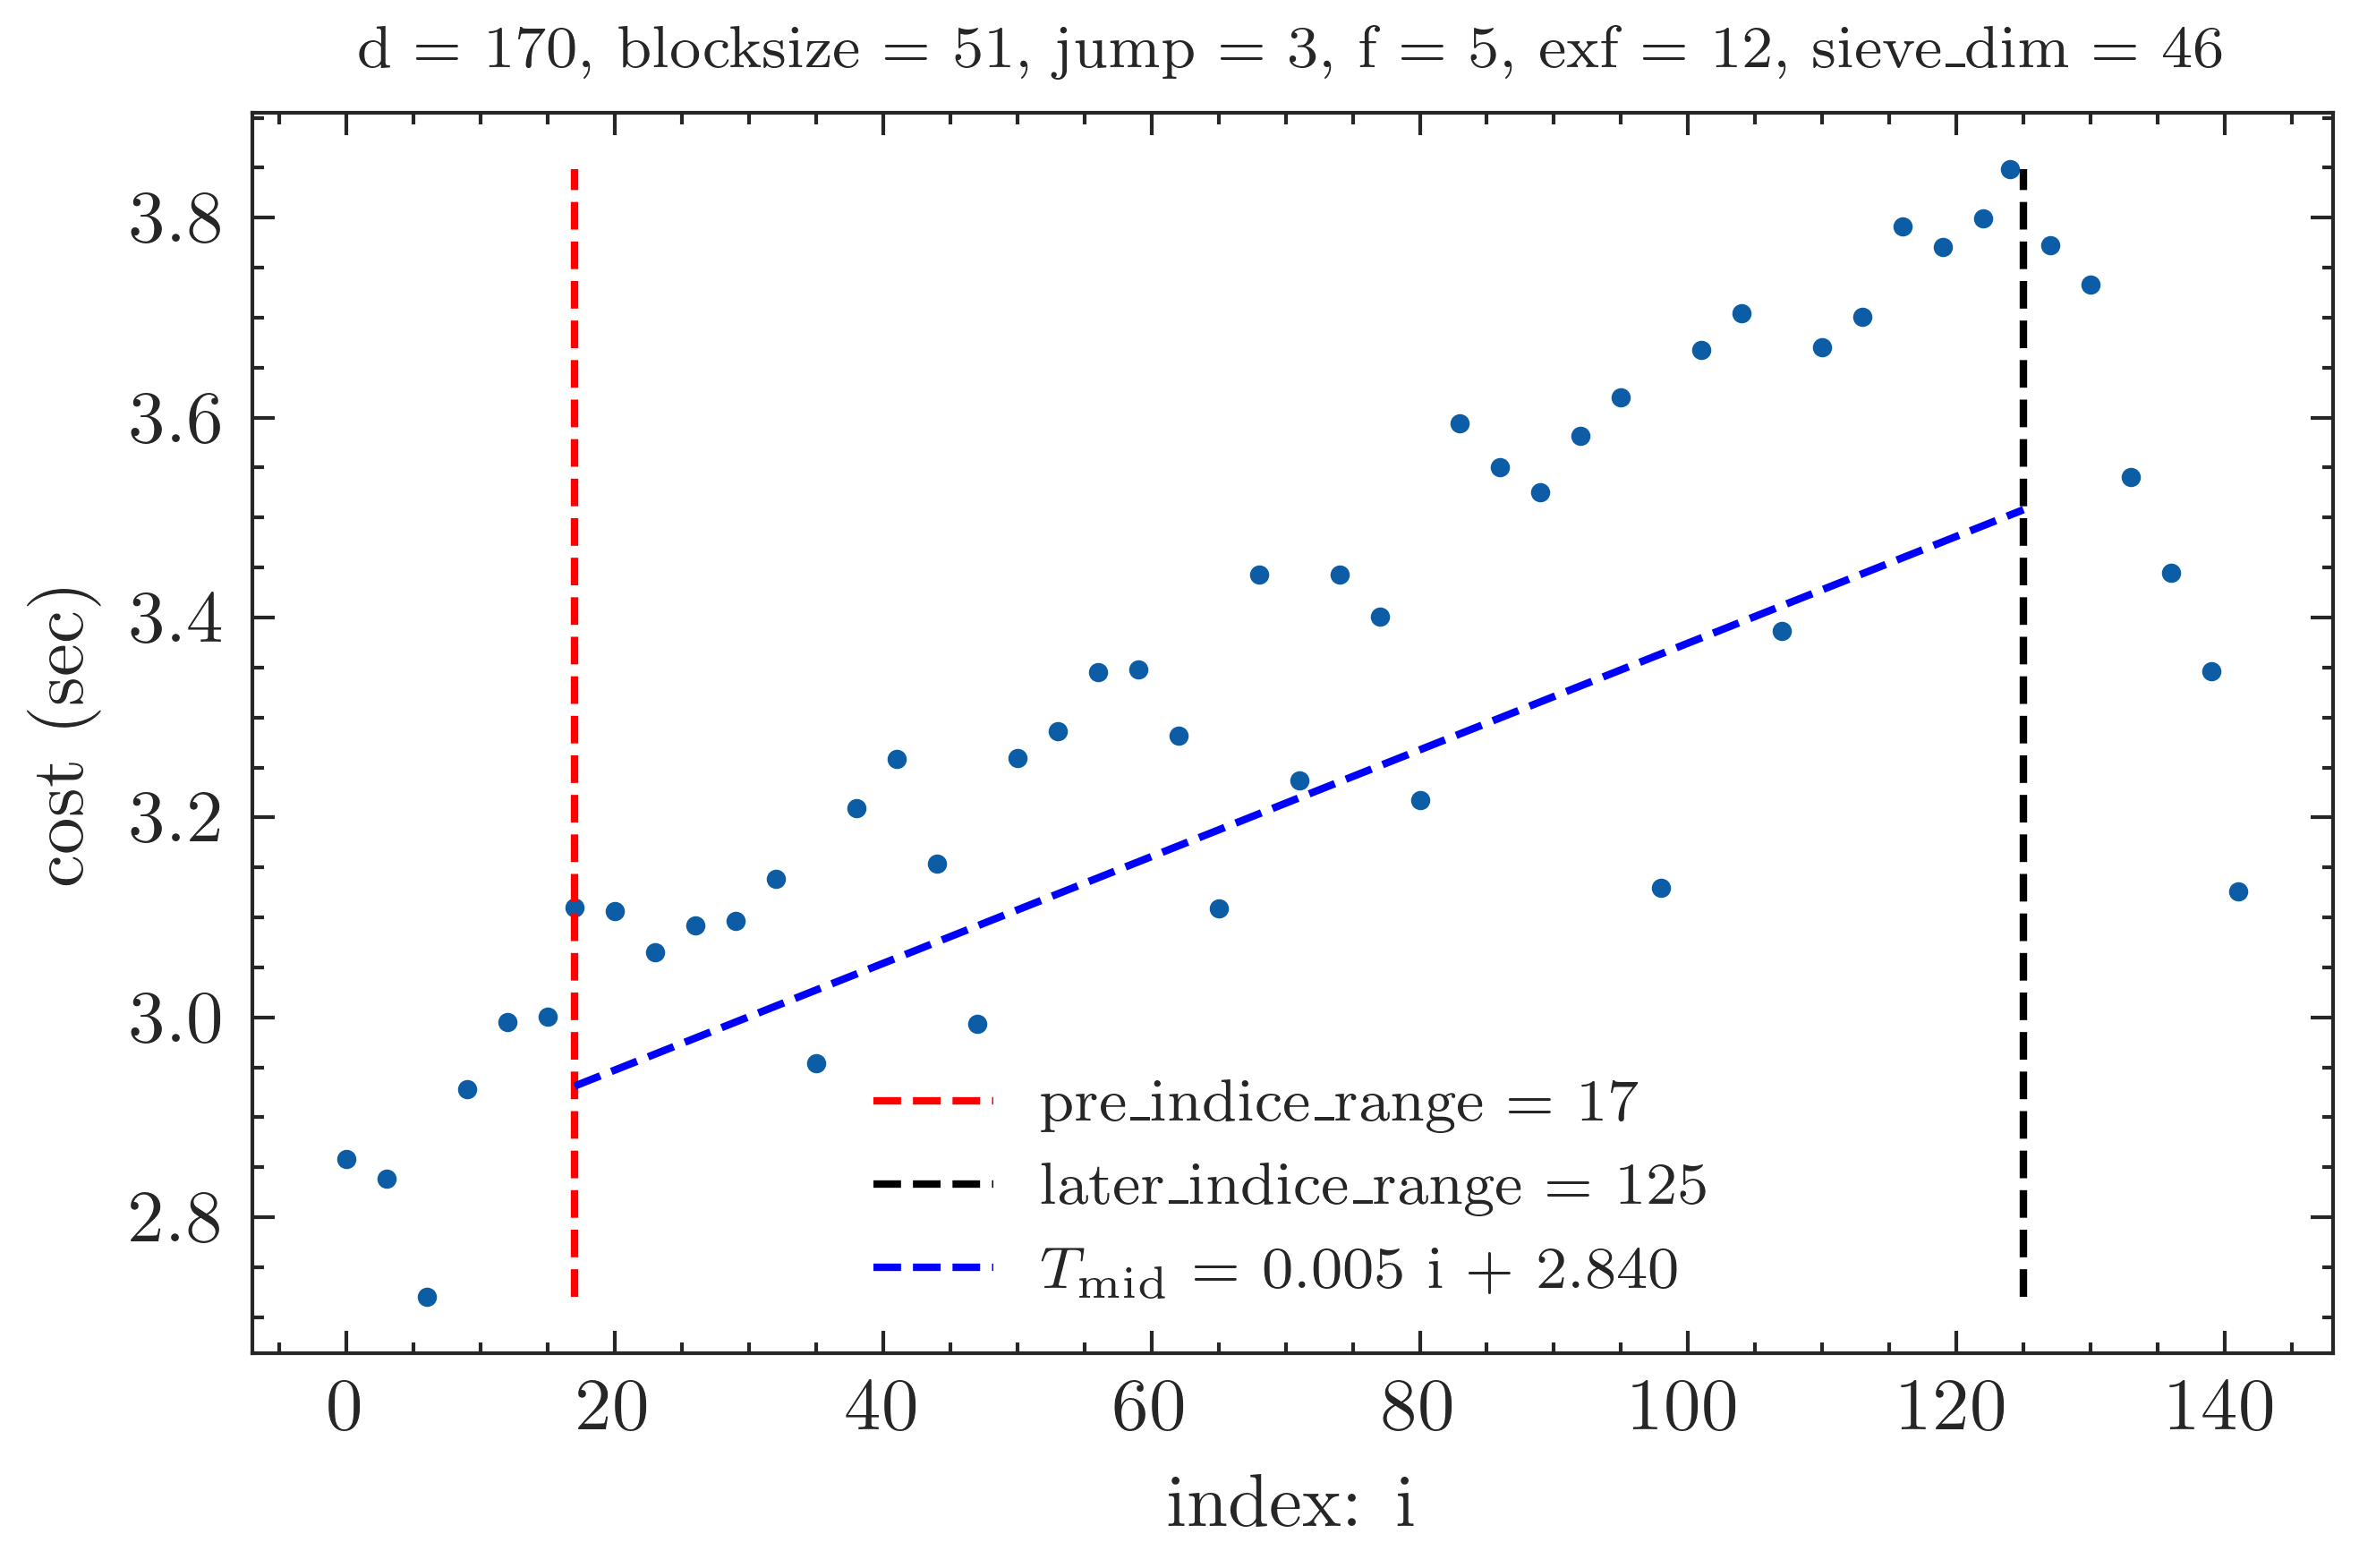 d = 170, blocksize = 51, jump = 3, f = 5, exf = 12, sieve_dim = 46
cost (sec)
3.8
3.6
3.4
3.2
3.0
2.8
pre_indice_range = 17
later_indice_range = 125
T_mid = 0.005 i + 2.840
0 20 40 60 80 100 120 140
index: i